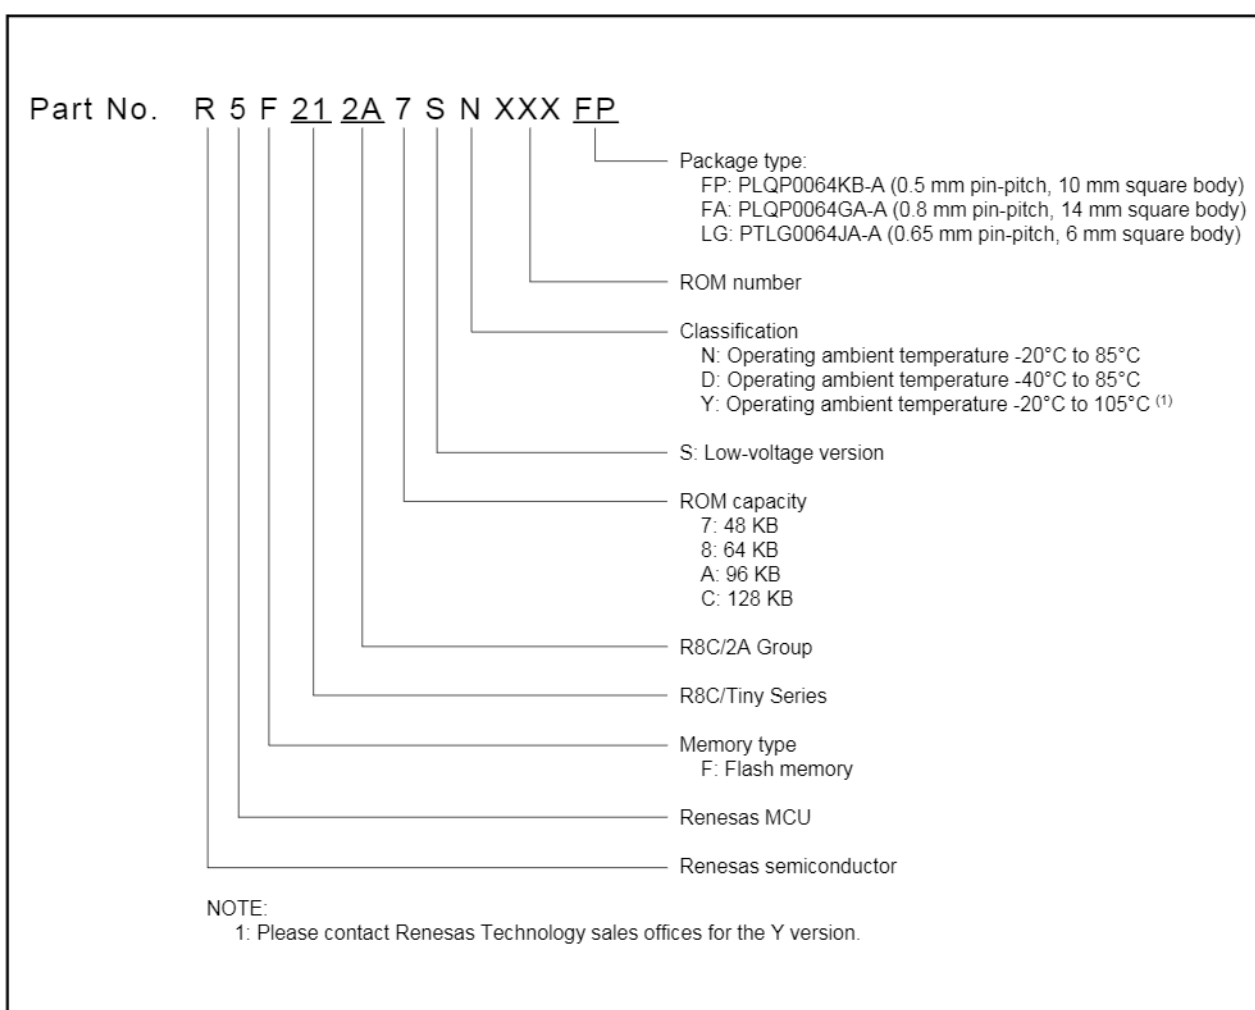 Part No. R 5 F 21 2A 7 S N XXX FP
Package type:
FP: PLQP0064KB-A (0.5 mm pin-pitch, 10 mm square body)
FA: PLQP0064GA-A (0.8 mm pin-pitch, 14 mm square body)
LG: PTLG0064JA-A (0.65 mm pin-pitch, 6 mm square body)
ROM number
Classification
N: Operating ambient temperature -20°C to 85°C
D: Operating ambient temperature -40°C to 85°C
Y: Operating ambient temperature -20°C to 105°C (1)
S: Low-voltage version
ROM capacity
7: 48 KB
8: 64 KB
A: 96 KB
C: 128 KB
R8C/2A Group
R8C/Tiny Series
Memory type
F: Flash memory
Renesas MCU
Renesas semiconductor
NOTE:
1: Please contact Renesas Technology sales offices for the Y version.